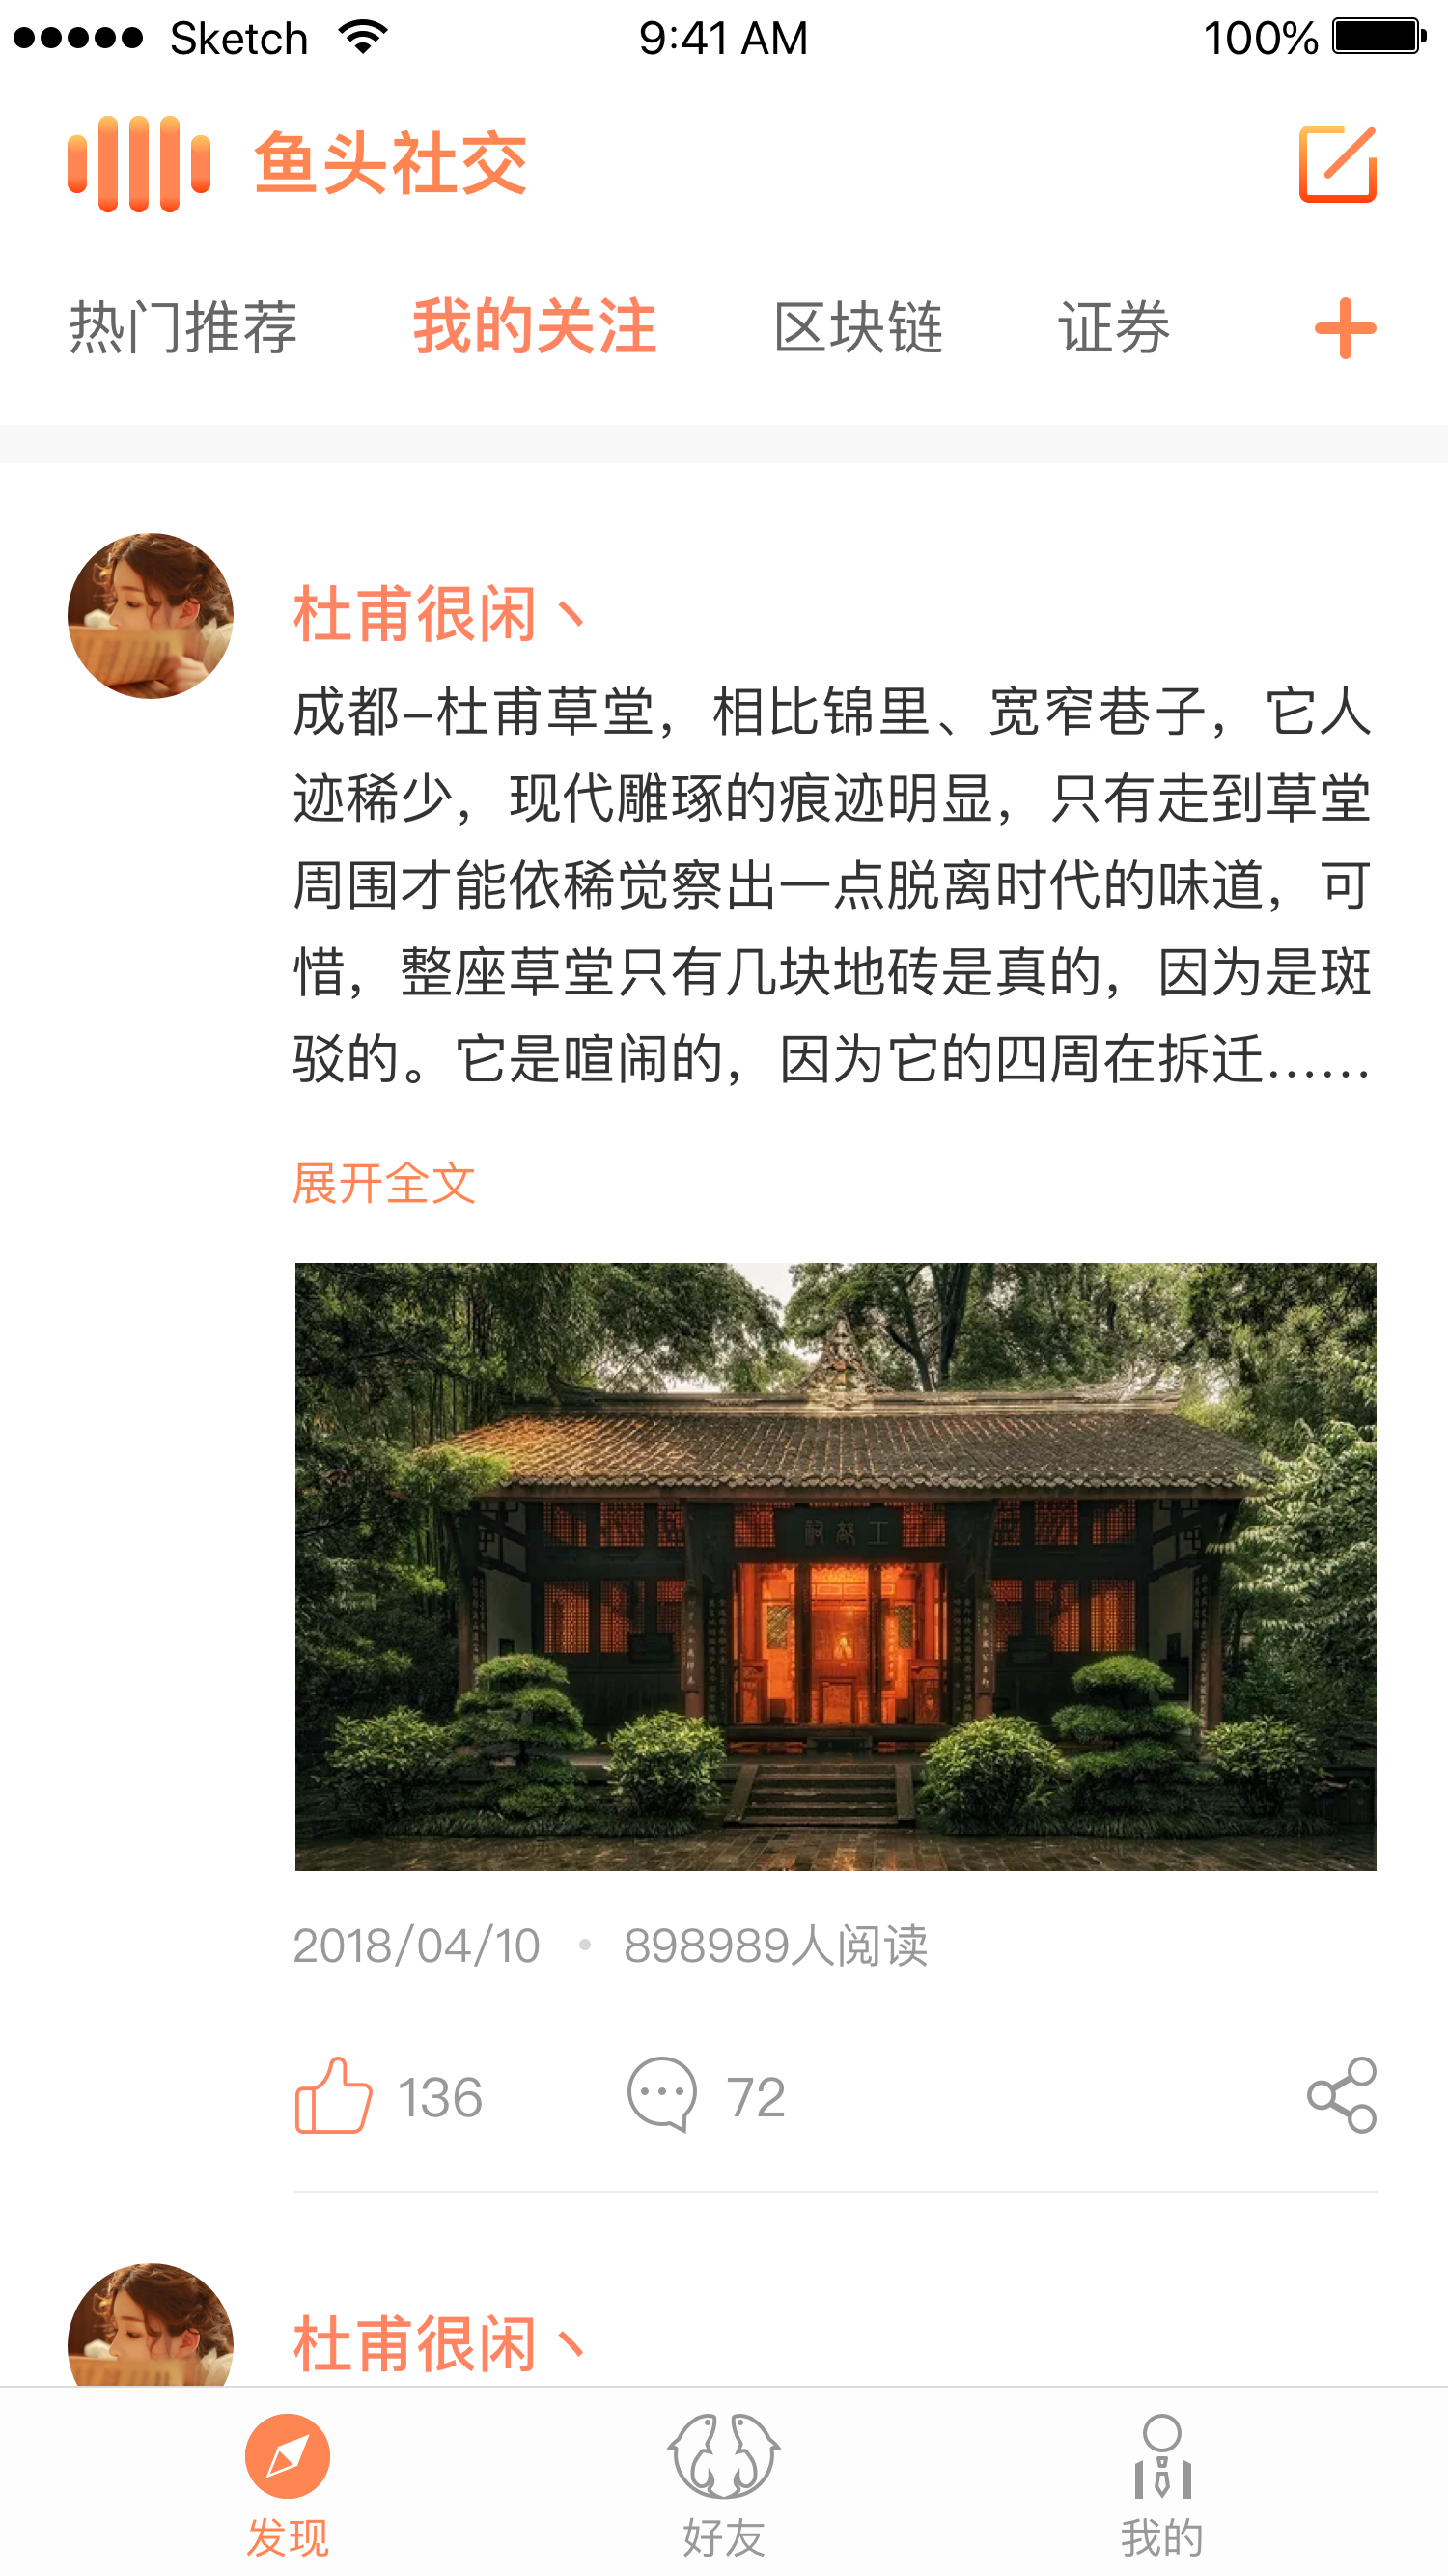 Sketch 9:41 AM 100%
鱼头社交
热门推荐 我的关注 区块链 证券
杜甫很闲丶
成都-杜甫草堂，相比锦里、宽窄巷子，它人
迹稀少，现代雕琢的痕迹明显，只有走到草堂
周围才能依稀觉察出一点脱离时代的味道，可
惜，整座草堂只有几块地砖是真的，因为是斑
驳的。它是喧闹的，因为它的四周在拆迁……
展开全文
2018/04/10 • 898989人阅读
136 72
杜甫很闲丶
发现 好友 我的